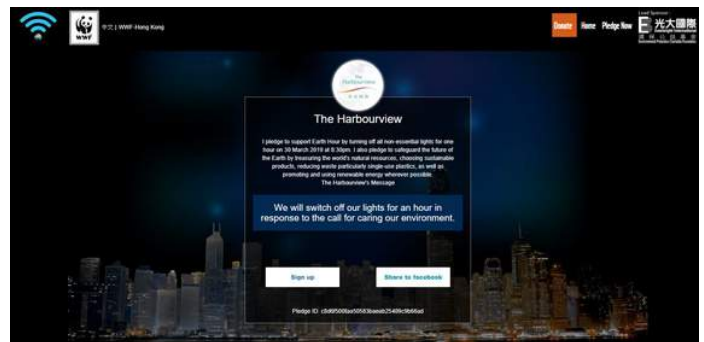 WWF
中文 | WWF-Hong Kong
Donate
Home
Pledge Now
Lead Sponsor:
光大國際
Everbright International
The
Harbourview
The Harbourview
I pledge to support Earth Hour by turning off all non-essential lights for one
hour on 30 March 2019 at 8:30pm. I also pledge to safeguard the future of
the Earth by treasuring the world's natural resources, choosing sustainable
products, reducing waste particularly single-use plastics, as well as
promoting and using renewable energy wherever possible.
The Harbourview's Message
We will switch off our lights for an hour in
response to the call for caring our environment.
Sign up
Share to facebook
Pledge ID: